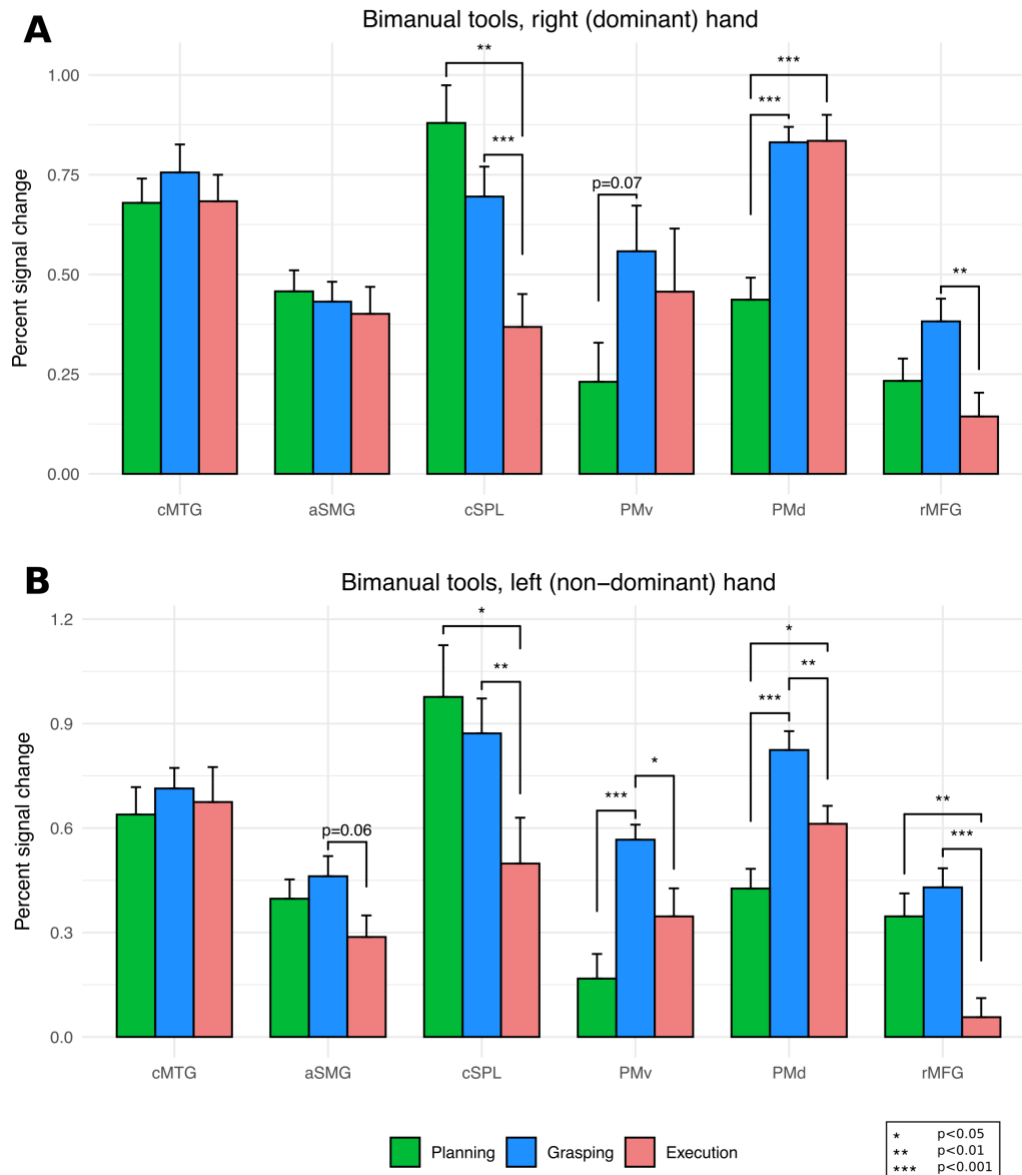 A
Bimanual tools, right (dominant) hand
Percent signal change
1.00
0.75
0.50
0.25
0.00
**
***
p=0.07
***
***
**
cMTG aSMG cSPL PMv PMd rMFG
B
Bimanual tools, left (non−dominant) hand
Percent signal change
1.2
0.9
0.6
0.3
0.0
*
**
p=0.06
***
*
*
**
***
**
***
cMTG aSMG cSPL PMv PMd rMFG
Planning Grasping Execution
* p<0.05
** p<0.01
*** p<0.001